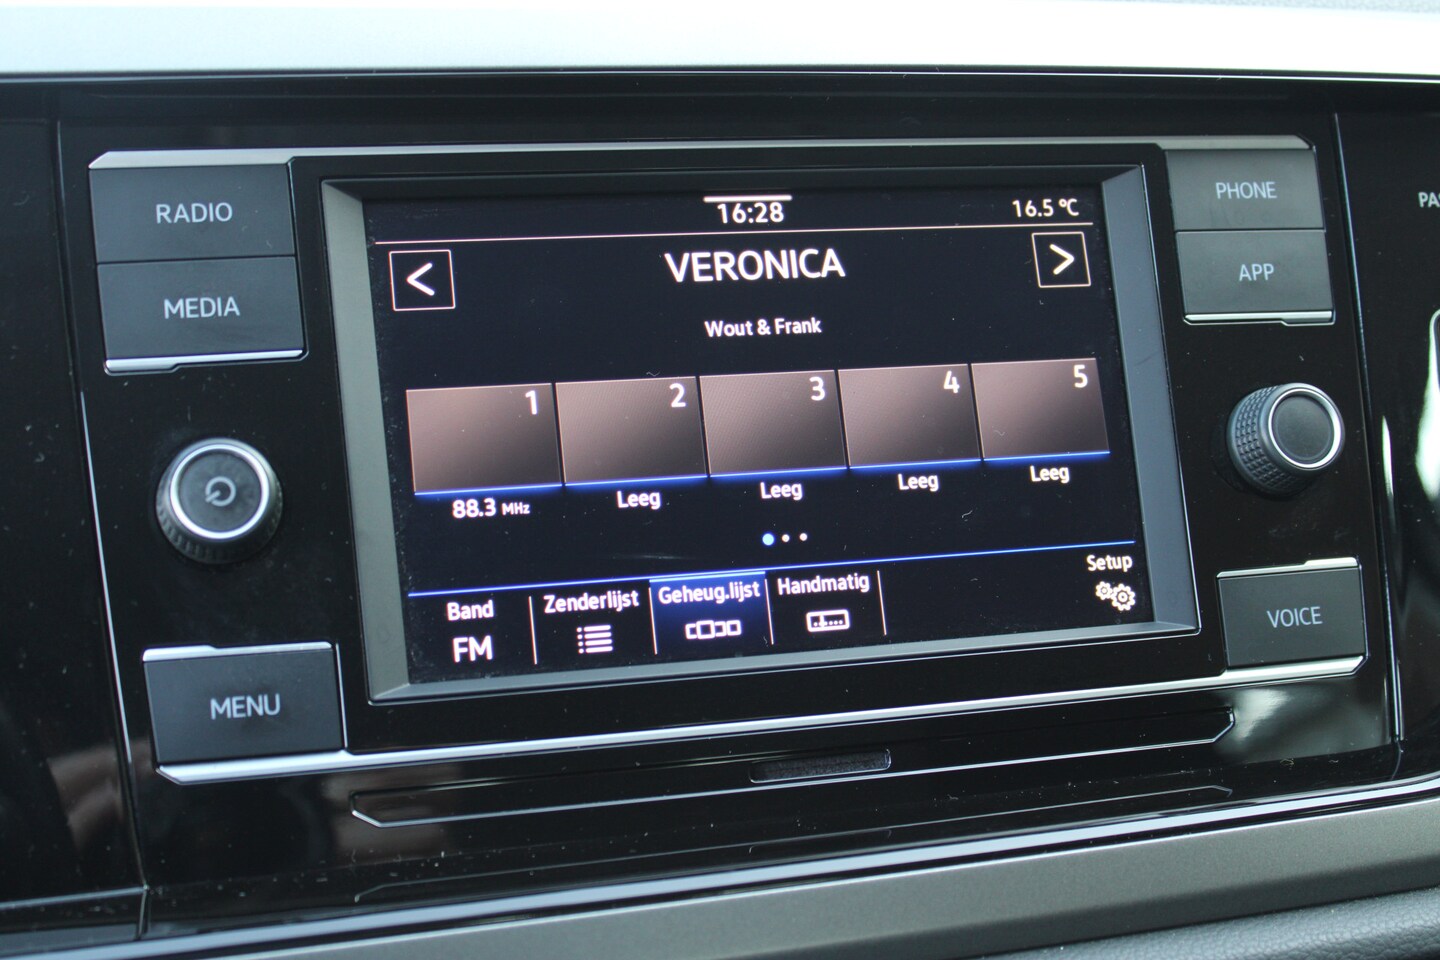 RADIO
MEDIA
MENU
16:28
16.5 °C
<
VERONICA
>
Wout & Frank
1
2
3
4
5
88.3 MHz
Leeg
Leeg
Leeg
Leeg
Band
FM
Zenderlijst
Geheug.lijst
Handmatig
Setup
PHONE
APP
VOICE